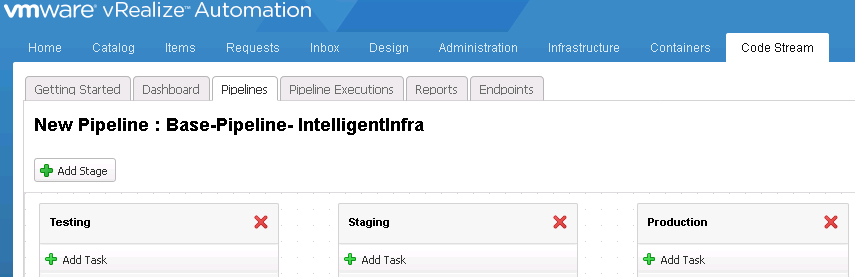 vmware® vRealize™ Automation
Home Catalog Items Requests Inbox Design Administration Infrastructure Containers Code Stream
Getting Started Dashboard Pipelines Pipeline Executions Reports Endpoints
New Pipeline : Base-Pipeline- IntelligentInfra
Add Stage
Testing Staging Production
Add Task Add Task Add Task